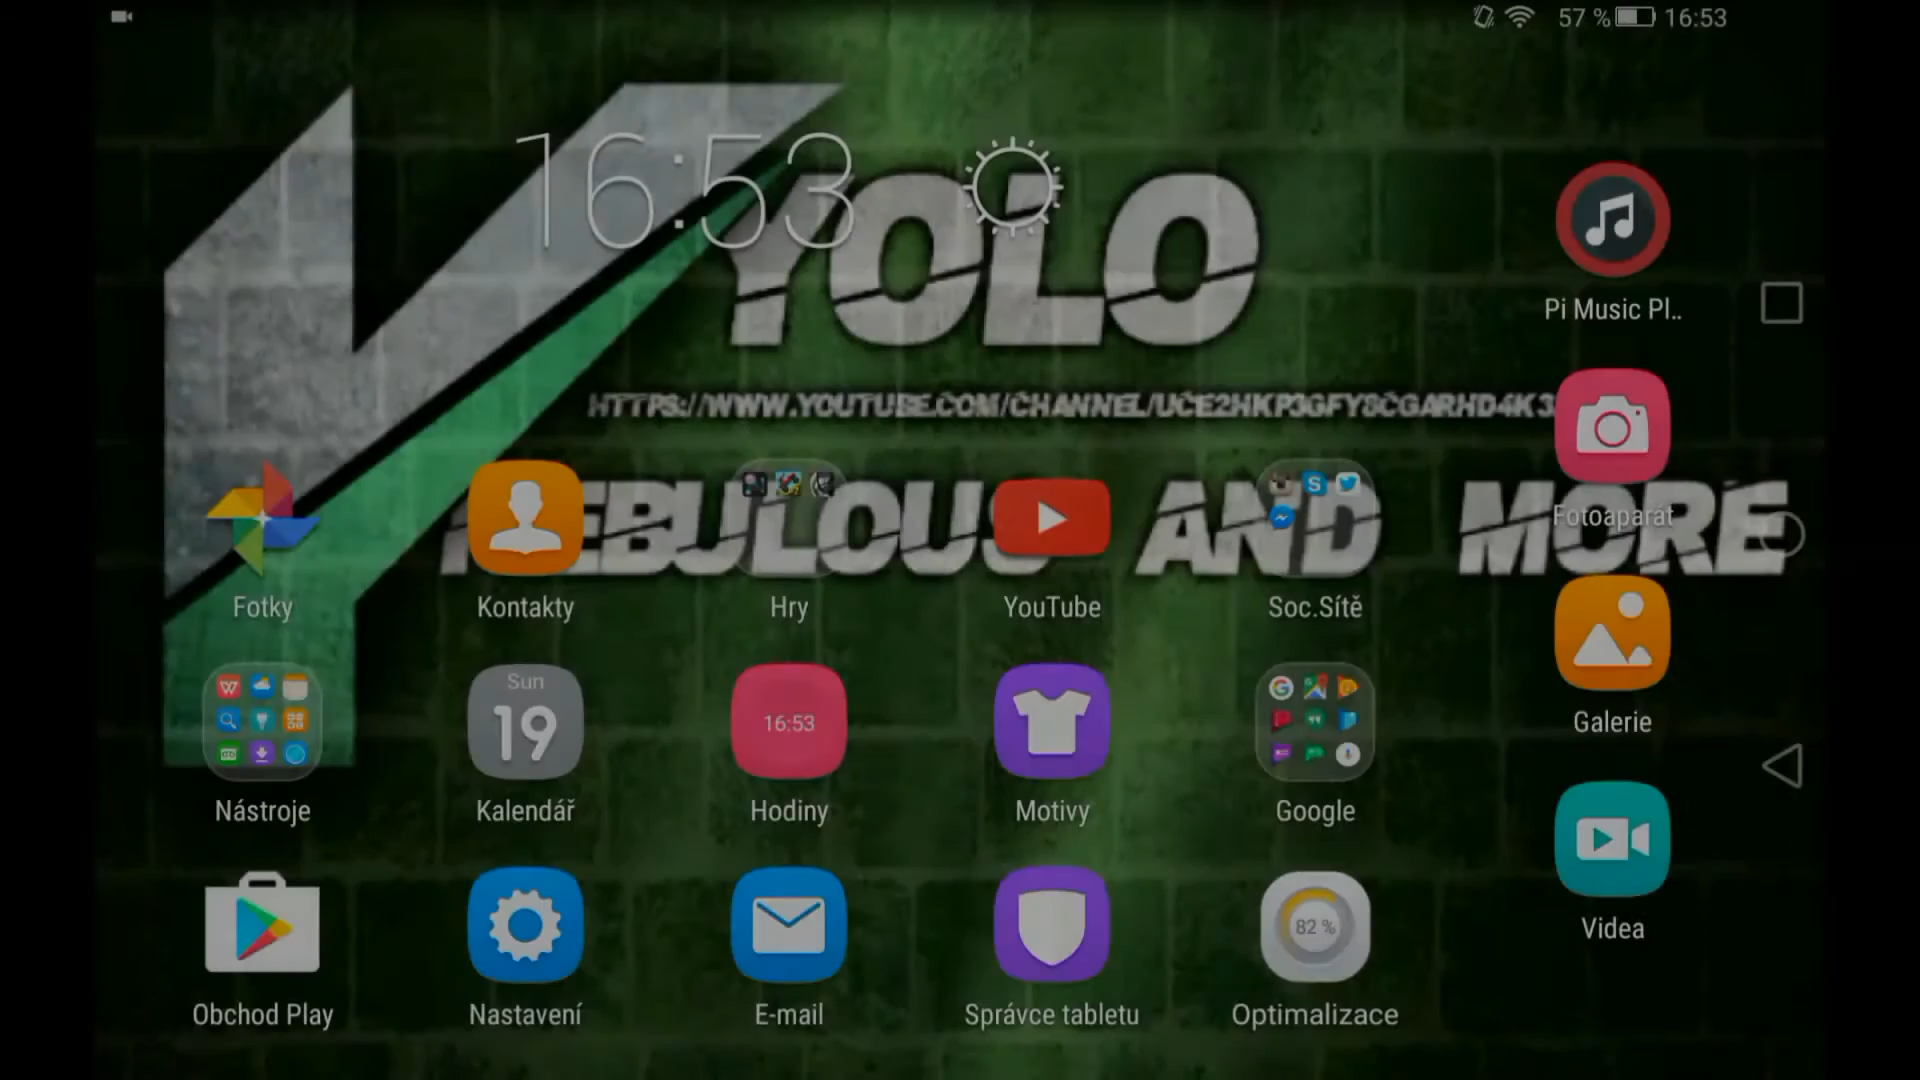 57 % 16:53
16:53
YOLO
HTTPS://WWW.YOUTUBE.COM/CHANNEL/UCE2HKP3GFY8CGARHD4K3
NEBULOUS AND MORE
Pi Music Pl..
Fotoaparát
Galerie
Videa
Fotky
Kontakty
Hry
YouTube
Soc.Sítě
Sun
19
16:53
Nástroje
Kalendář
Hodiny
Motivy
Google
82 %
Obchod Play
Nastavení
E-mail
Správce tabletu
Optimalizace